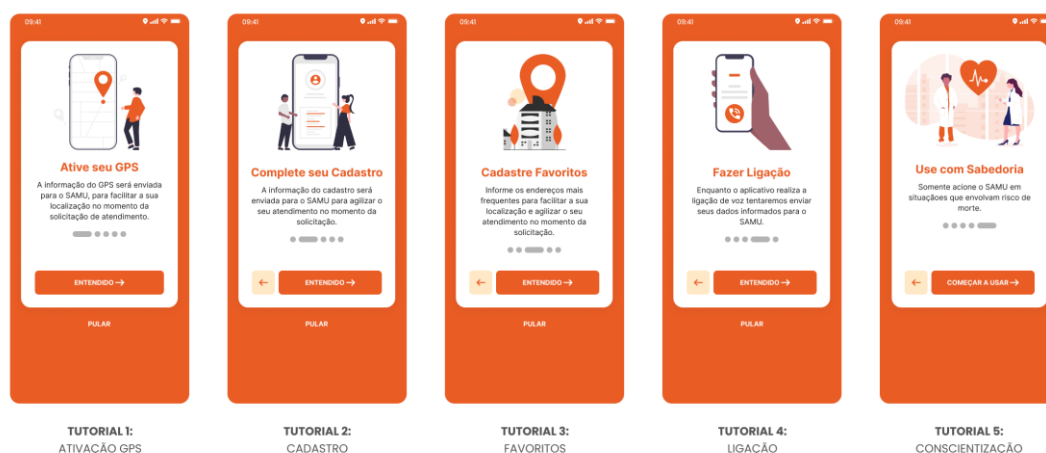 09:41
Ative seu GPS
A informação do GPS será enviada
para o SAMU, para facilitar a sua
localização no momento da
solicitação de atendimento.
ENTENDIDO →
PULAR
TUTORIAL 1:
ATIVAÇÃO GPS
09:41
Complete seu Cadastro
A informação do cadastro será
enviada para o SAMU para agilizar o
seu atendimento no momento da
solicitação.
←
ENTENDIDO →
PULAR
TUTORIAL 2:
CADASTRO
09:41
Cadastre Favoritos
Informe os endereços mais
frequentes para facilitar a sua
localização e agilizar o seu
atendimento no momento da
solicitação.
←
ENTENDIDO →
PULAR
TUTORIAL 3:
FAVORITOS
09:41
Fazer Ligação
Enquanto o aplicativo realiza a
ligação de voz tentaremos enviar
seus dados informados para o
SAMU.
←
ENTENDIDO →
PULAR
TUTORIAL 4:
LIGAÇÃO
09:41
Use com Sabedoria
Somente acione o SAMU em
situaçãoes que envolvam risco de
morte.
←
COMEÇAR A USAR →
TUTORIAL 5:
CONSCIENTIZAÇÃO